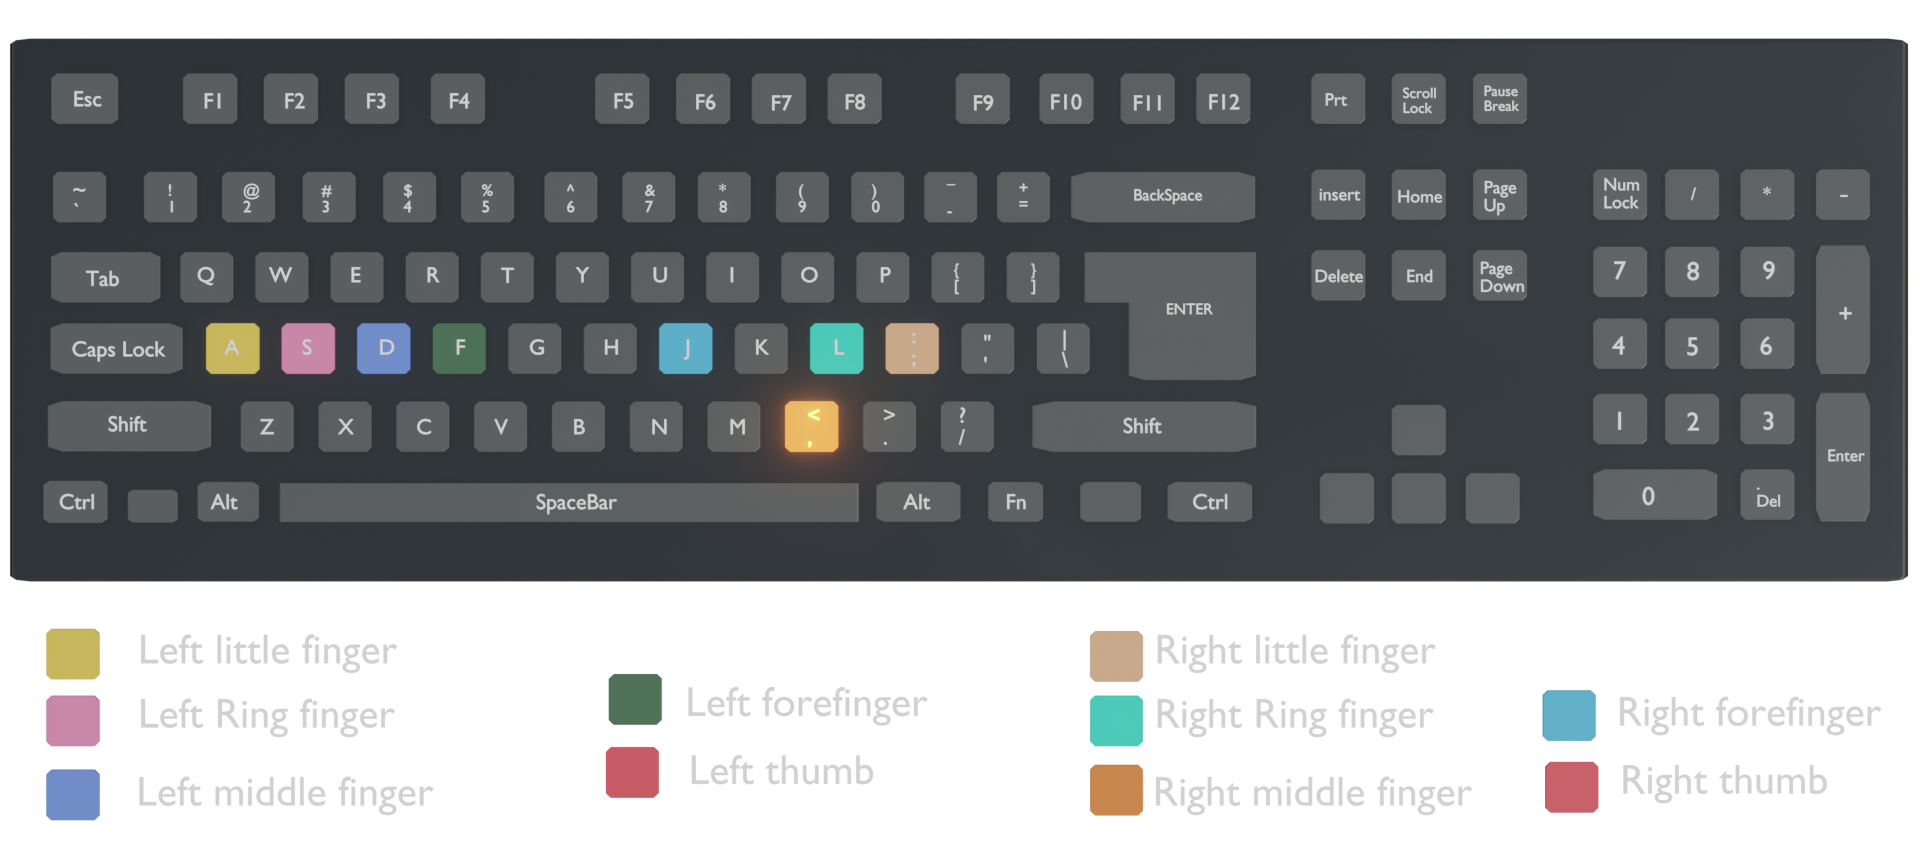 Esc F1 F2 F3 F4 F5 F6 F7 F8 F9 F10 F11 F12 Prt Scroll Lock Pause Break
~ ` ! 1 @ 2 # 3 $ 4 % 5 ^ 6 & 7 * 8 ( 9 ) 0 _ - + = BackSpace insert Home Page Up Num Lock / * -
Tab Q W E R T Y U I O P { [ } ] ENTER Delete End Page Down 7 8 9 +
Caps Lock A S D F G H J K L : ; " ' | \ 4 5 6
Shift Z X C V B N M < , > . ? / Shift 1 2 3 Enter
Ctrl Alt SpaceBar Alt Fn Ctrl 0 . Del
Left little finger
Left Ring finger
Left middle finger
Left forefinger
Left thumb
Right little finger
Right Ring finger
Right middle finger
Right forefinger
Right thumb